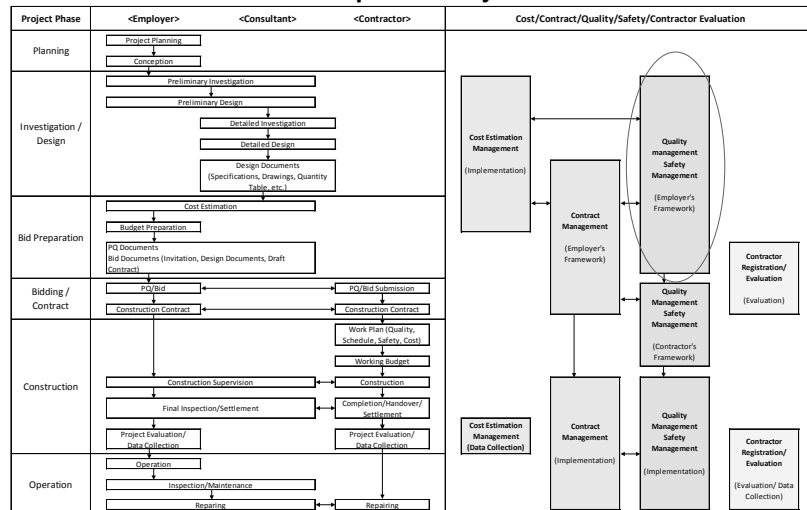 Project Phase
<Employer>
<Consultant>
<Contractor>
Cost/Contract/Quality/Safety/Contractor Evaluation
Planning
Project Planning
Conception
Investigation /
Design
Preliminary Investigation
Preliminary Design
Detailed Investigation
Detailed Design
Design Documents
(Specifications, Drawings, Quantity
Table, etc.)
Bid Preparation
Cost Estimation
Budget Preparation
PQ Documents
Bid Documetns (Invitation, Design Documents, Draft
Contract)
Bidding /
Contract
PQ/Bid
PQ/Bid Submission
Construction Contract
Construction Contract
Construction
Work Plan (Quality,
Schedule, Safety, Cost)
Working Budget
Construction Supervision
Construction
Final Inspection/Settlement
Completion/Handover/
Settlement
Project Evaluation/
Data Collection
Project Evaluation/
Data Collection
Operation
Operation
Inspection/Maintenance
Reparing
Repairing
Cost Estimation
Management
(Implementation)
Quality
management
Safety
Management
(Employer's
Framework)
Contract
Management
(Employer's
Framework)
Contractor
Registration/
Evaluation
(Evaluation)
Quality
Management
Safety
Management
(Contractor's
Framework)
Cost Estimation
Management
(Data Collection)
Contract
Management
(Implementation)
Quality
Management
Safety
Management
(Implementation)
Contractor
Registration/
Evaluation
(Evaluation/ Data
Collection)